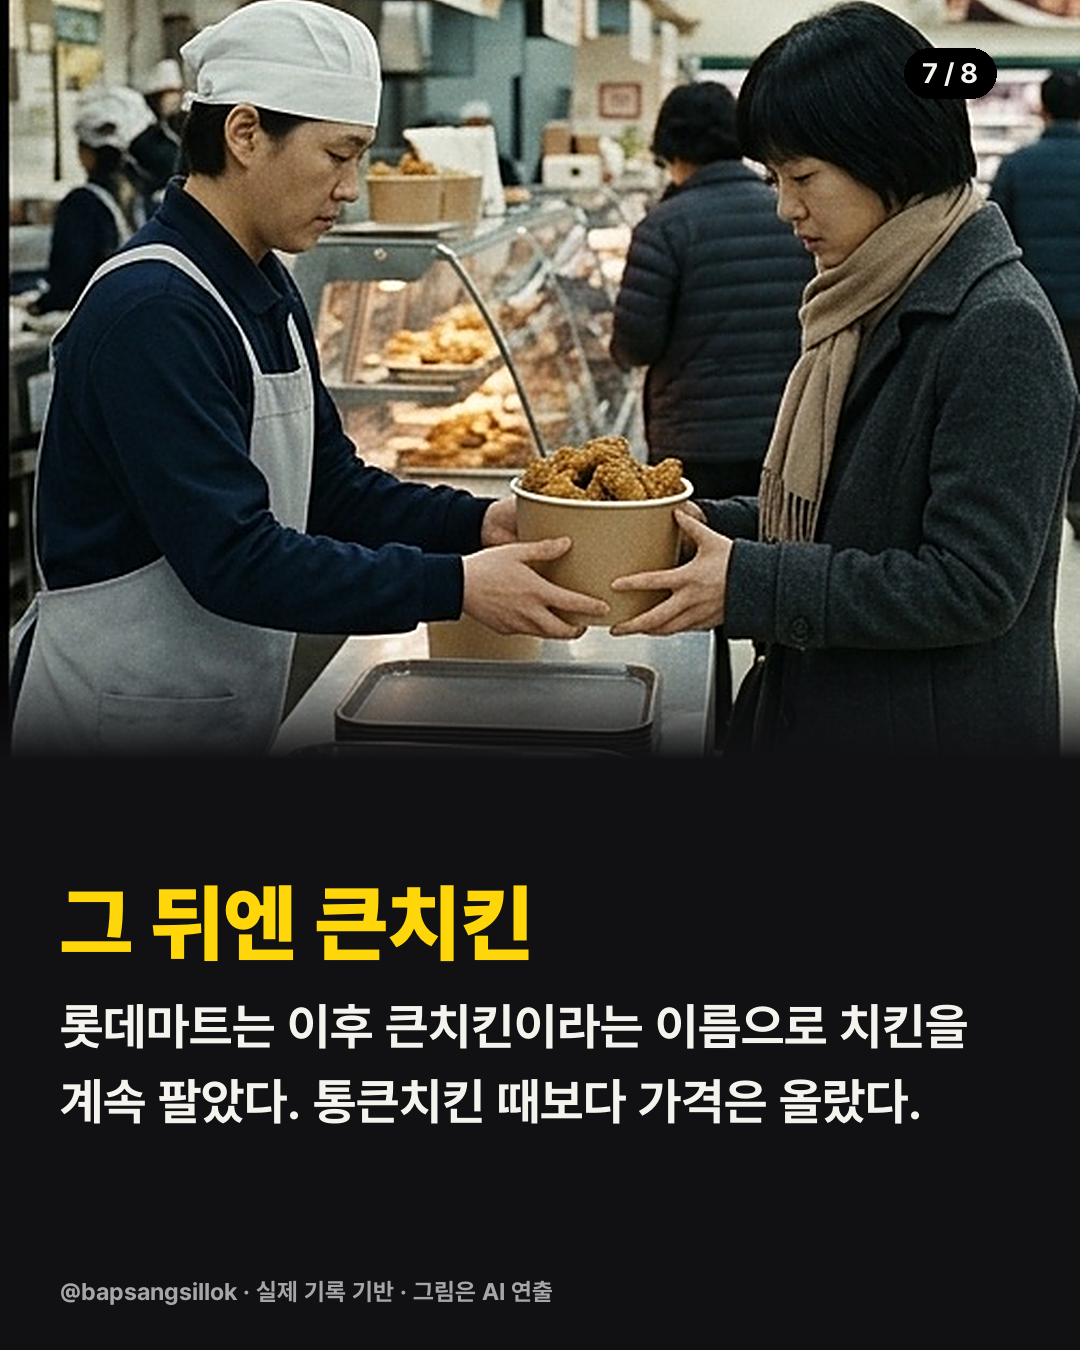 7 / 8
그 뒤엔 큰치킨
롯데마트는 이후 큰치킨이라는 이름으로 치킨을
계속 팔았다. 통큰치킨 때보다 가격은 올랐다.
@bapsangsillok · 실제 기록 기반 · 그림은 AI 연출